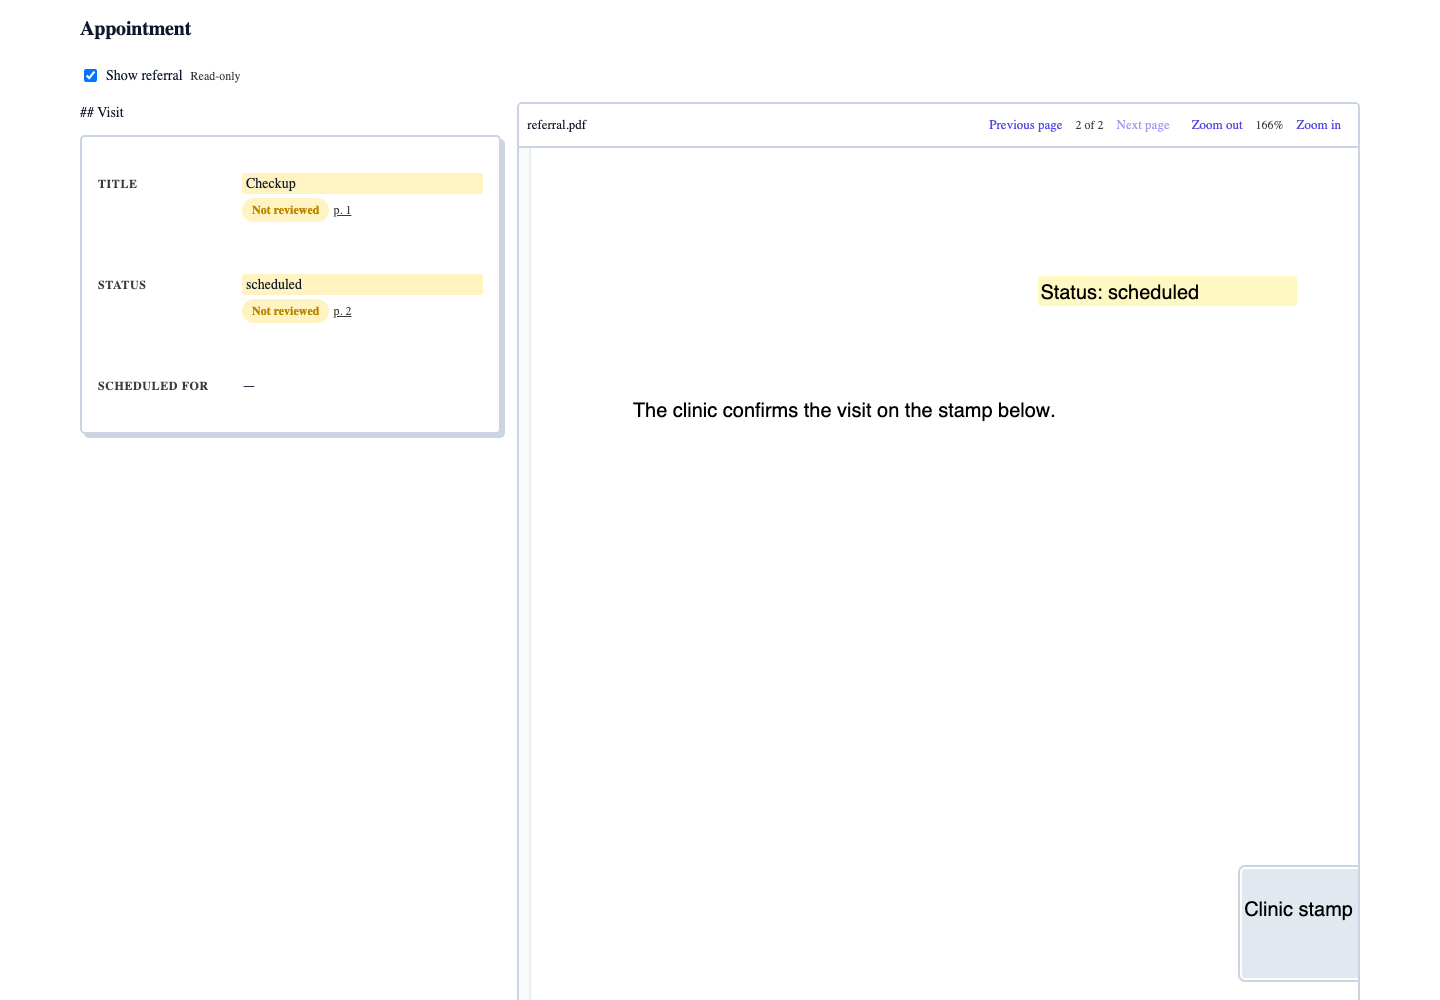 Appointment
Show referral Read-only
## Visit
TITLE
Checkup
Not reviewed p. 1
STATUS
scheduled
Not reviewed p. 2
SCHEDULED FOR
—
referral.pdf
Previous page 2 of 2 Next page Zoom out 166% Zoom in
Status: scheduled
The clinic confirms the visit on the stamp below.
Clinic stamp